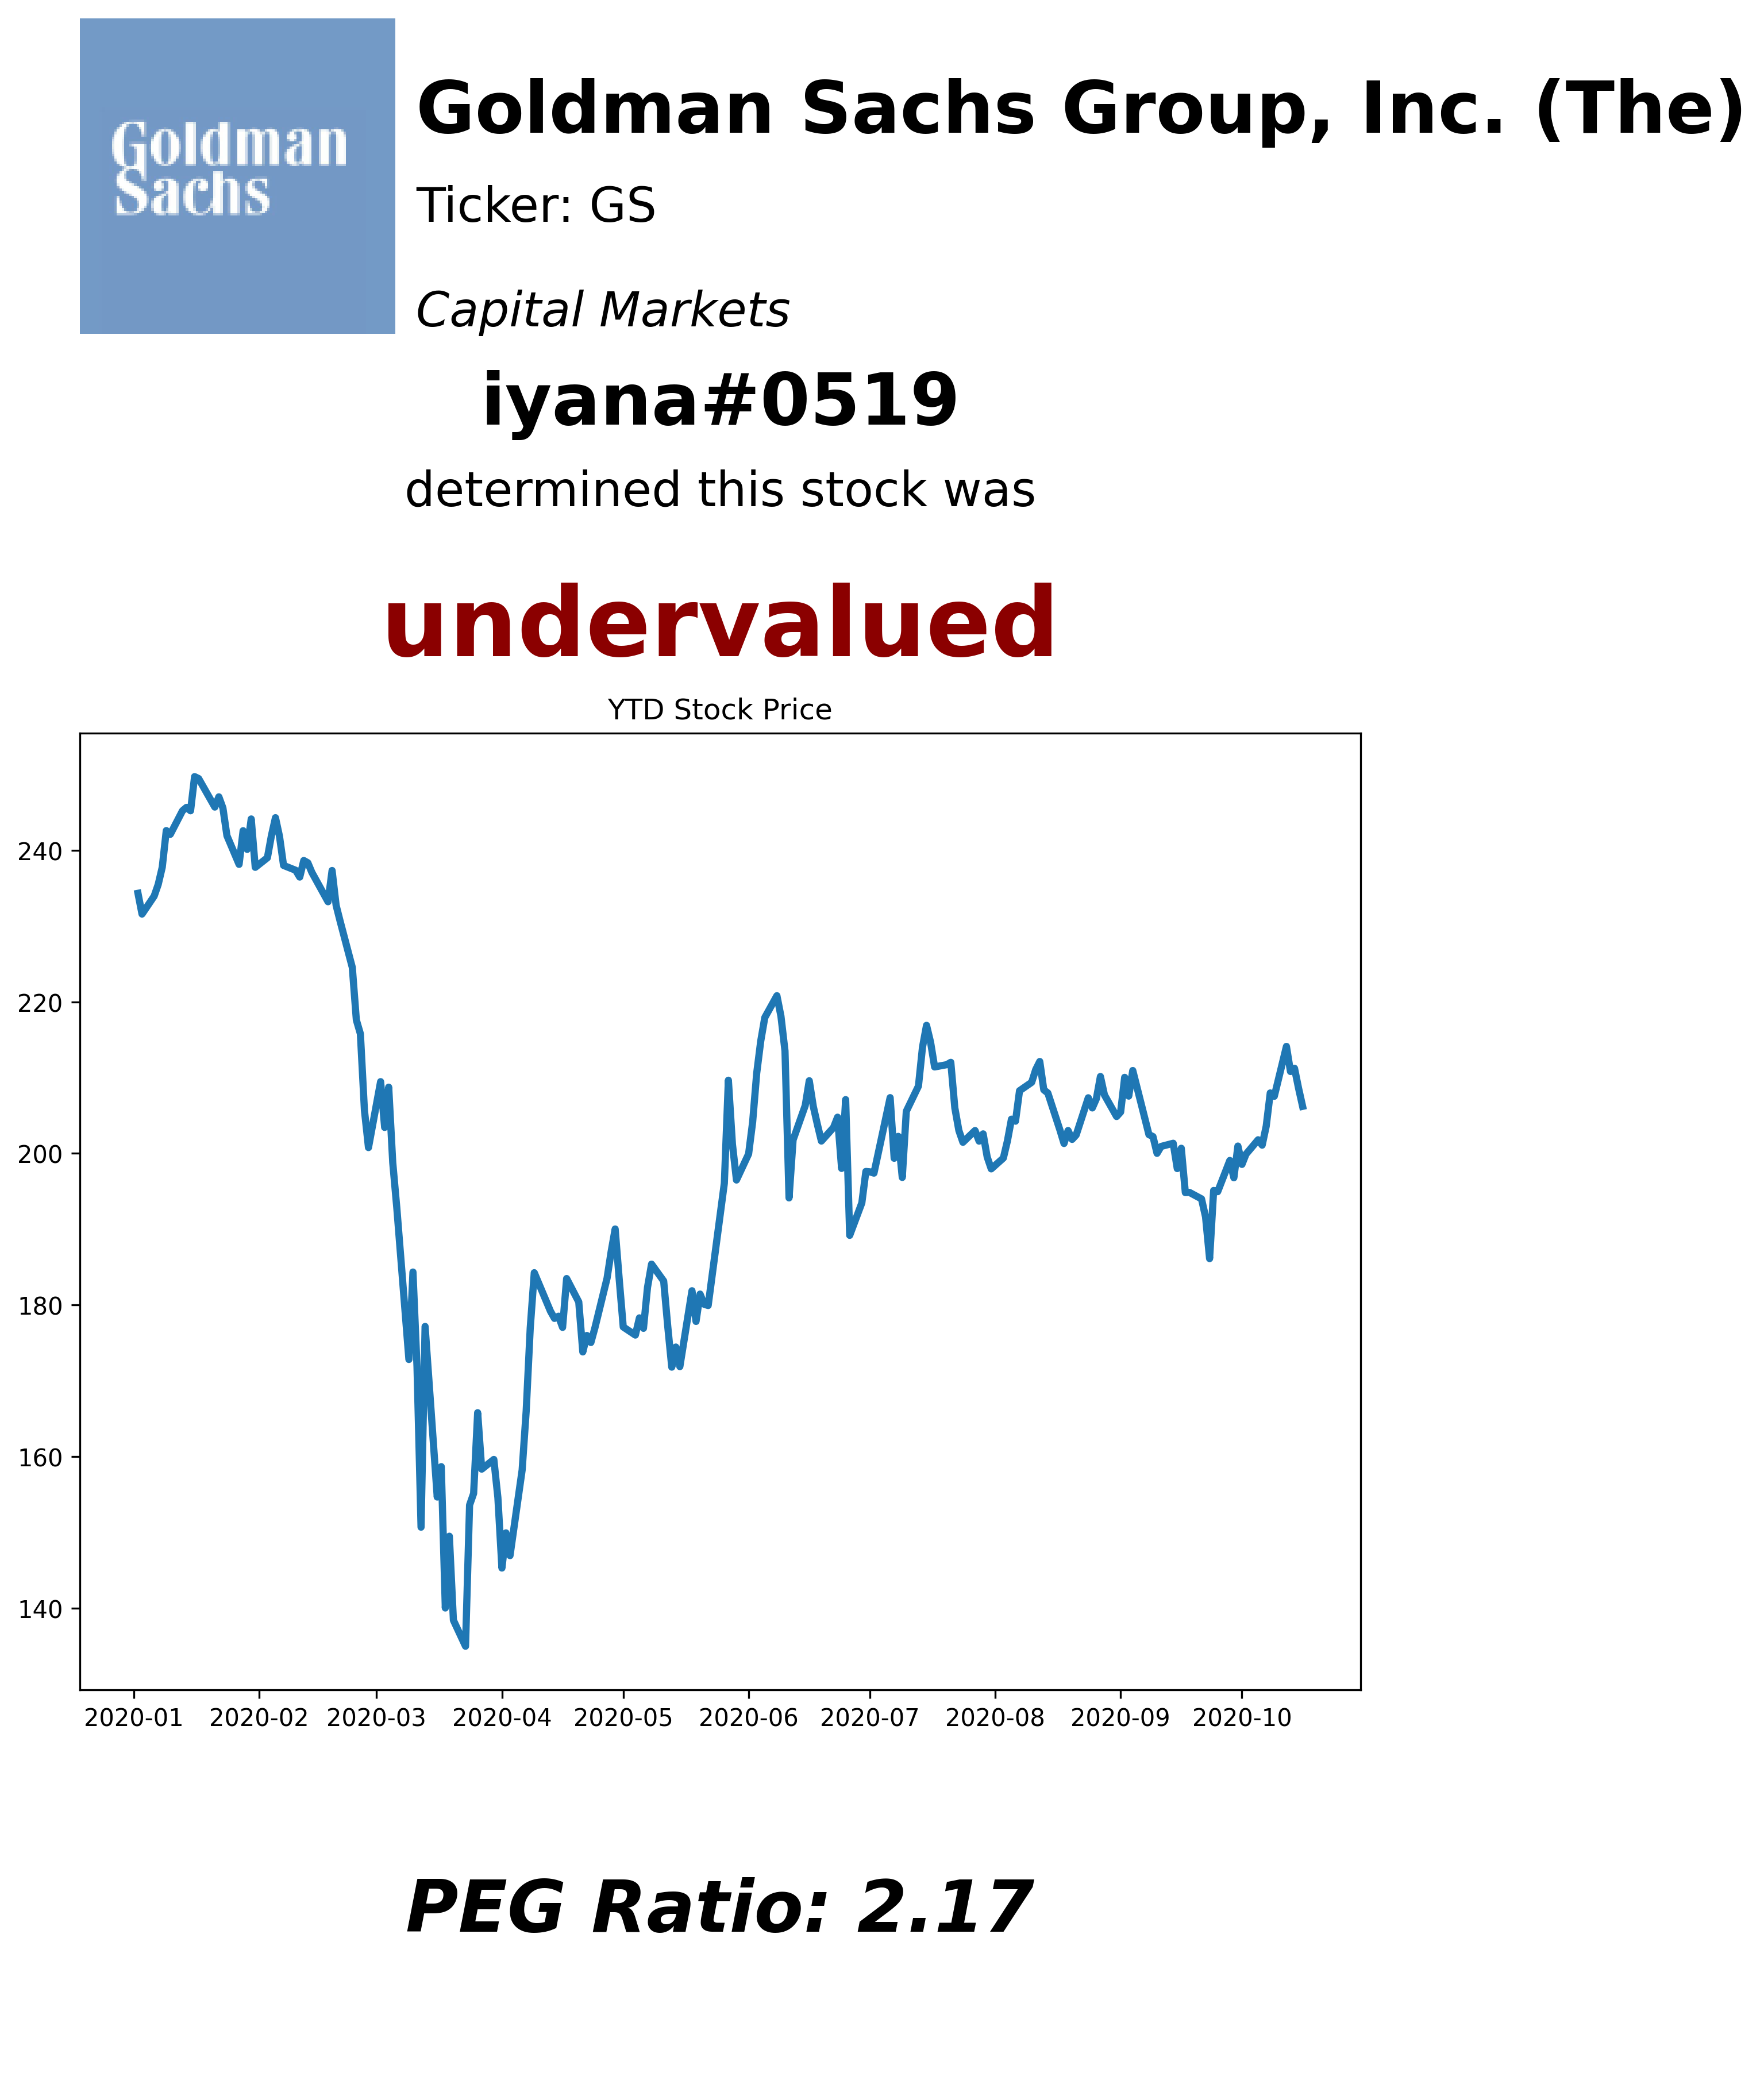 Goldman
Sachs
Goldman Sachs Group, Inc. (The)
Ticker: GS
Capital Markets
iyana#0519
determined this stock was
undervalued
YTD Stock Price
240
220
200
180
160
140
2020-01 2020-02 2020-03 2020-04 2020-05 2020-06 2020-07 2020-08 2020-09 2020-10
PEG Ratio: 2.17